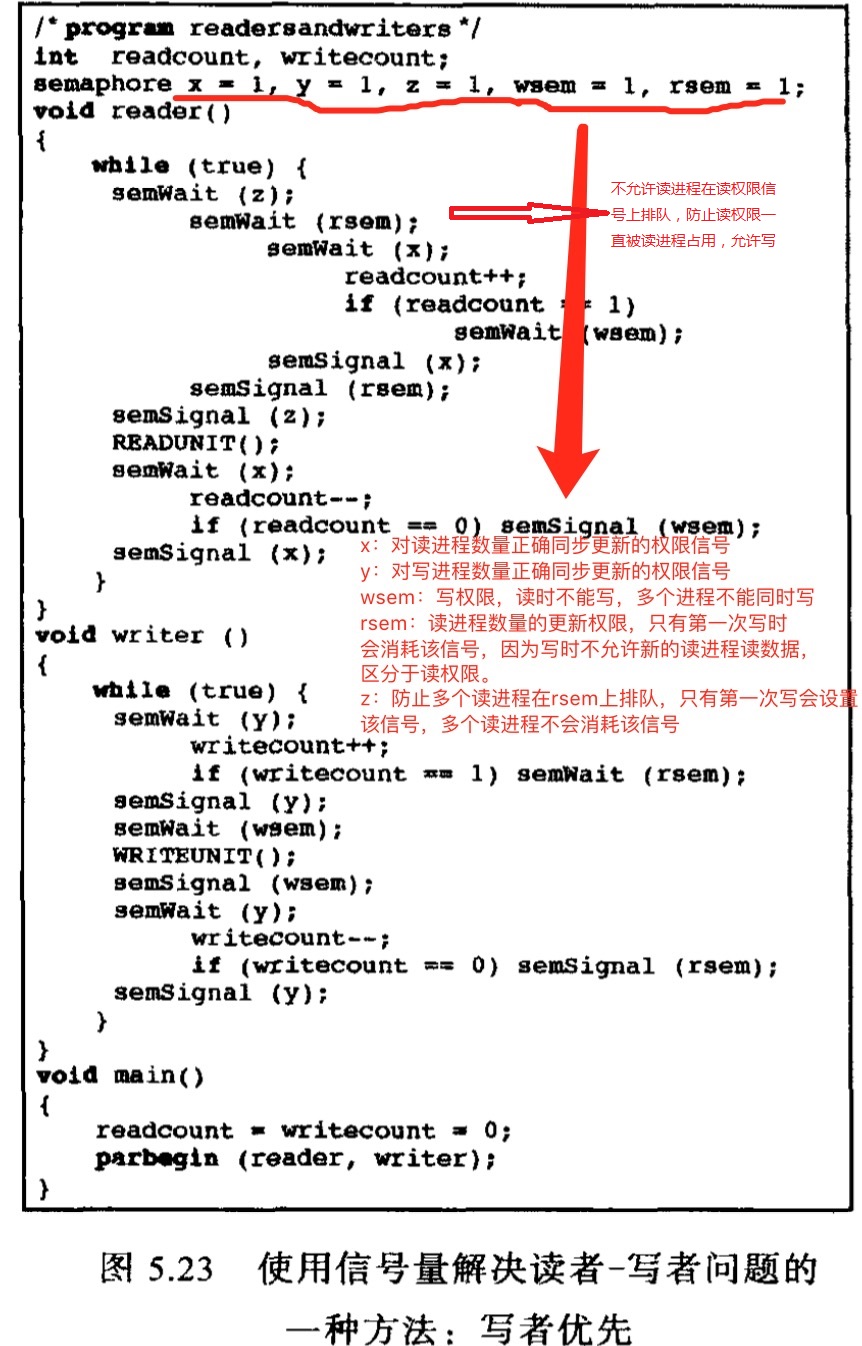 /*program readersandwriters*/
int readcount, writecount;
semaphore x = 1, y = 1, z = 1, wsem = 1, rsem = 1;
void reader()
{
while (true) {
semWait (z);
semWait (rsem);
semWait (x);
readcount++;
if (readcount == 1)
semWait (wsem);
semSignal (x);
semSignal (rsem);
semSignal (z);
READUNIT();
semWait (x);
readcount--;
if (readcount == 0) semSignal (wsem);
semSignal (x);
}
}
不允许读进程在读权限信
号上排队，防止读权限一
直被读进程占用，允许写
x：对读进程数量正确同步更新的权限信号
y：对写进程数量正确同步更新的权限信号
wsem：写权限，读时不能写，多个进程不能同时写
rsem：读进程数量的更新权限，只有第一次写时
会消耗该信号，因为写时不允许新的读进程读数据，
区分于读权限。
z：防止多个读进程在rsem上排队，只有第一次写会设置
该信号，多个读进程不会消耗该信号
void writer ()
{
while (true) {
semWait (y);
writecount++;
if (writecount == 1) semWait (rsem);
semSignal (y);
semWait (wsem);
WRITEUNIT();
semSignal (wsem);
semWait (y);
writecount--;
if (writecount == 0) semSignal (rsem);
semSignal (y);
}
}
void main()
{
readcount = writecount = 0;
parbegin (reader, writer);
}
图 5.23 使用信号量解决读者-写者问题的
一种方法：写者优先